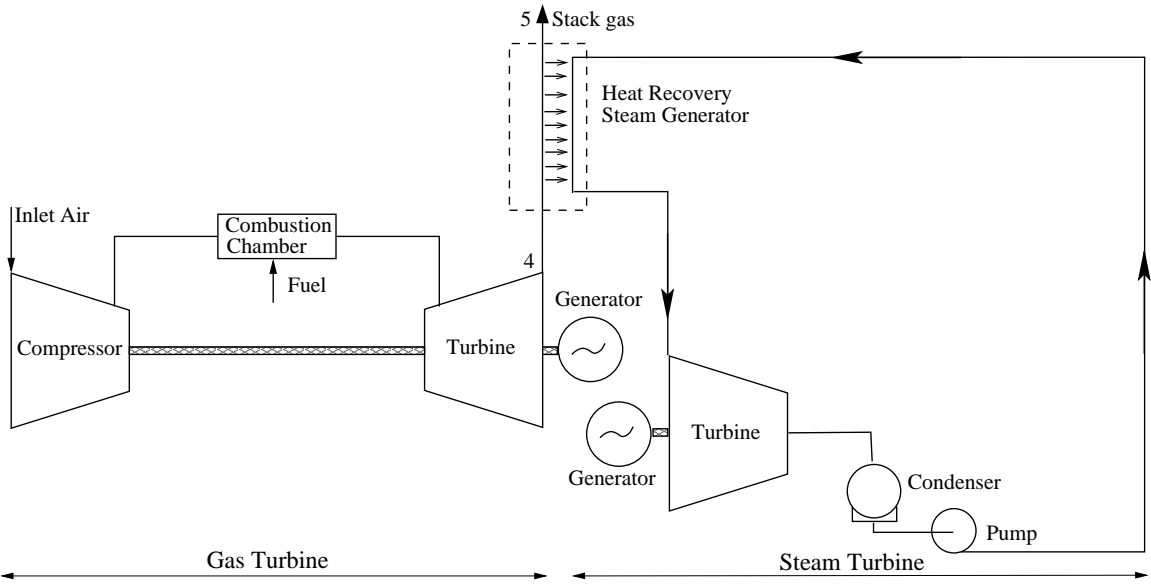 5
Stack gas
Heat Recovery
Steam Generator
Inlet Air
Combustion
Chamber
Fuel
4
Generator
Compressor
Turbine
Turbine
Generator
Condenser
Pump
Gas Turbine
Steam Turbine